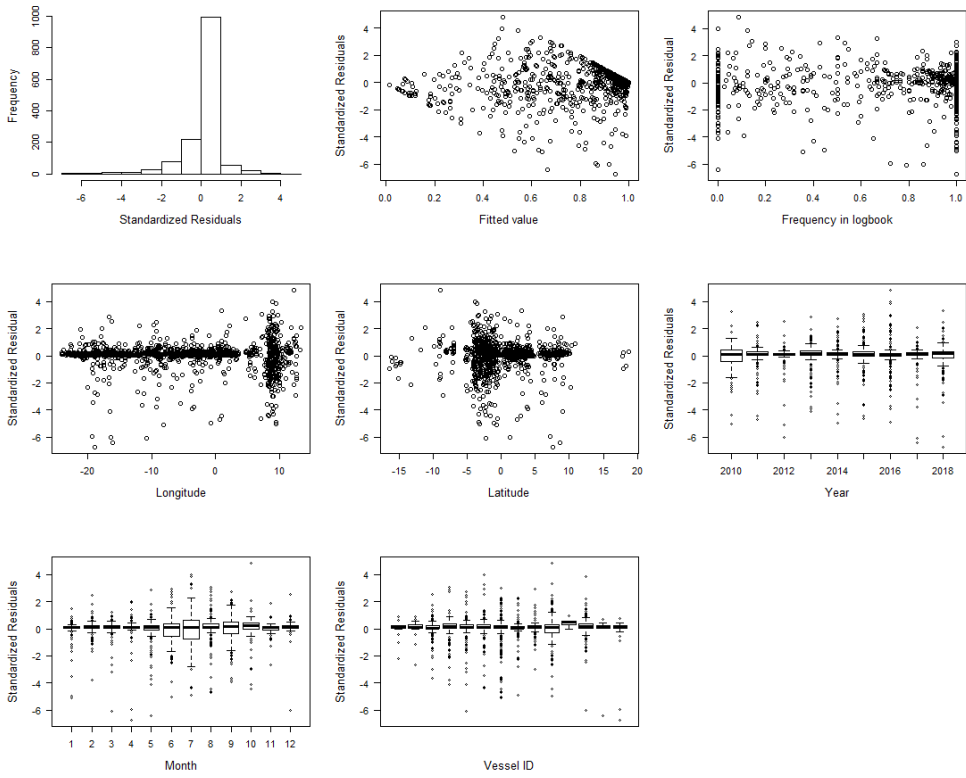 Frequency
0 200 400 600 800 1000
-6 -4 -2 0 2 4
Standardized Residuals
Standardized Residuals
-6 -4 -2 0 2 4
0.0 0.2 0.4 0.6 0.8 1.0
Fitted value
Standardized Residuals
-6 -4 -2 0 2 4
0.0 0.2 0.4 0.6 0.8 1.0
Frequency in logbook
Standardized Residual
-6 -4 -2 0 2 4
-20 -10 0 10
Longitude
Standardized Residual
-6 -4 -2 0 2 4
-15 -10 -5 0 5 10 15 20
Latitude
Standardized Residuals
-6 -4 -2 0 2 4
2010 2012 2014 2016 2018
Year
Standardized Residuals
-6 -4 -2 0 2 4
1 2 3 4 5 6 7 8 9 10 11 12
Month
Standardized Residuals
-6 -4 -2 0 2 4
Vessel ID